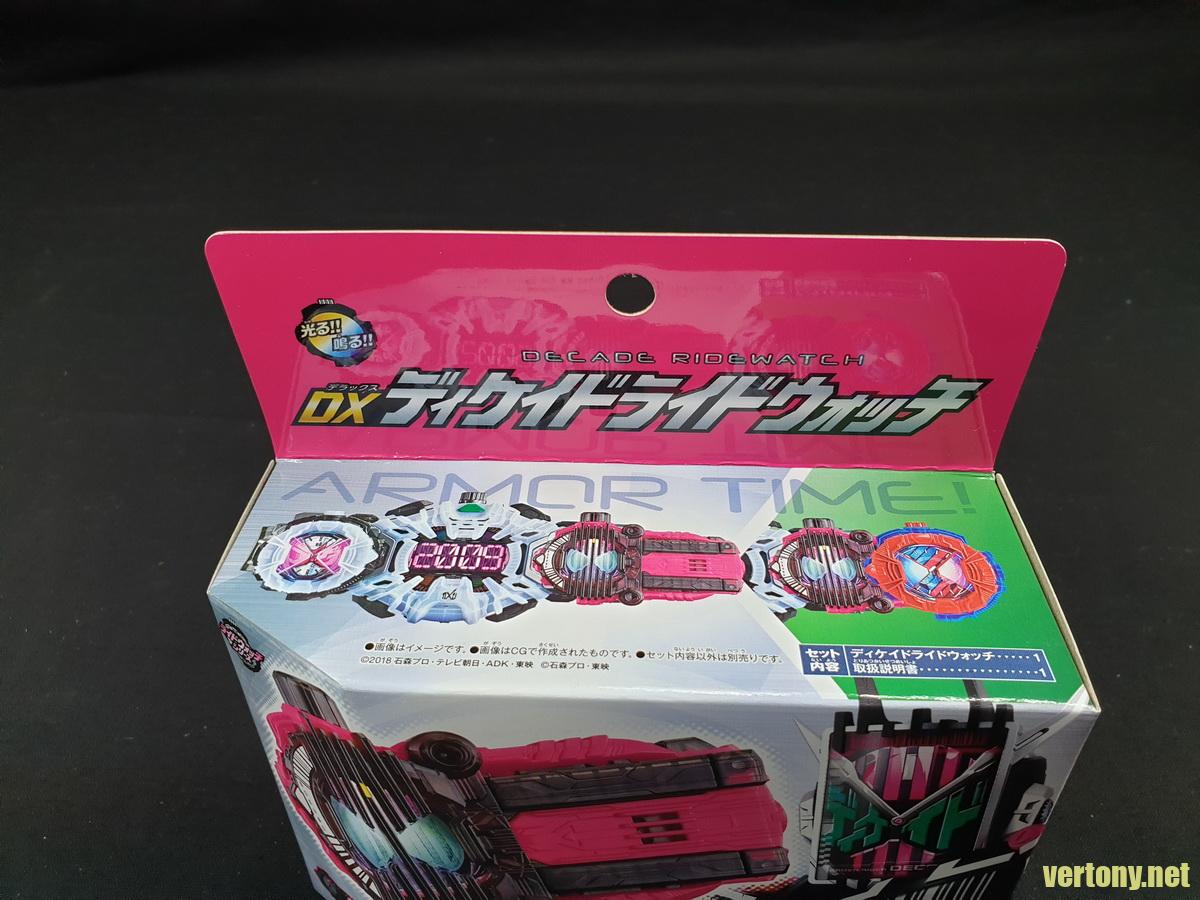 光る!!
鳴る!!
DECADE RIDEWATCH
デラックス
DXディケイドライドウォッチ
ARMOR TIME!
2009
●画像はイメージです。●画像はCGで作成されたものです。●セット内容以外は別売りです。
©2018 石森プロ・テレビ朝日・ADK・東映 ©石森プロ・東映
セット内容
ディケイドライドウォッチ……1
取扱説明書………………1
ディケイド
vertony.net